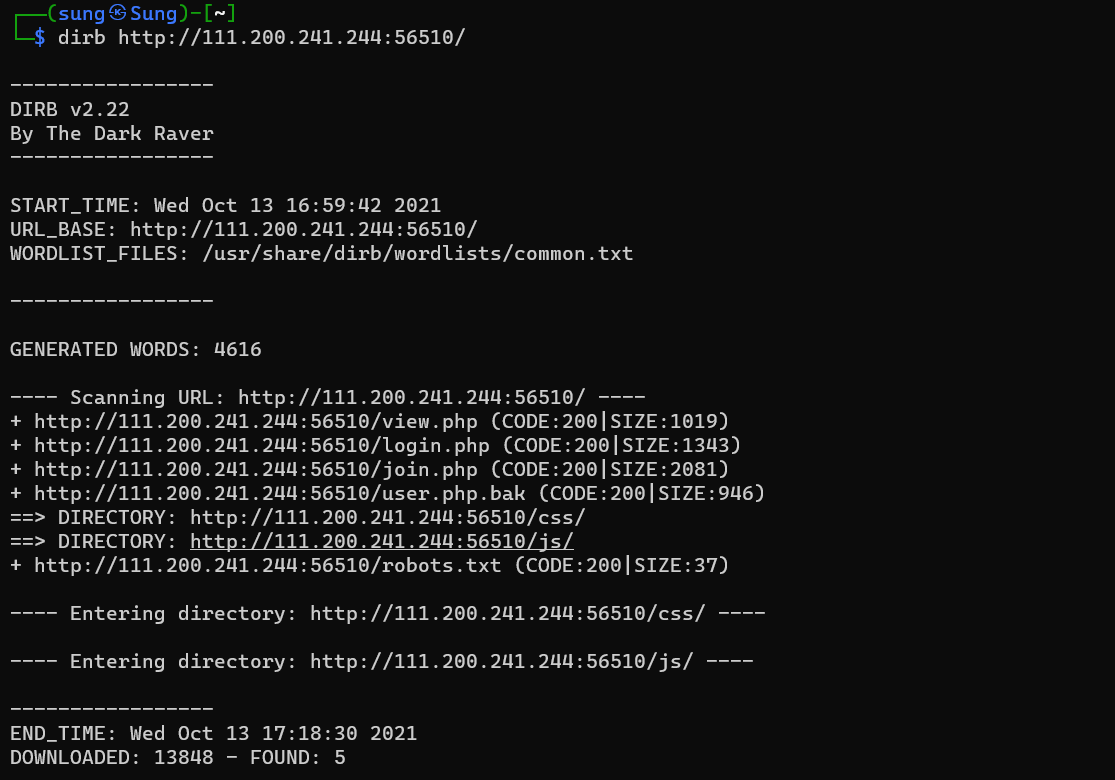 ┌──(sung㉿Sung)-[~]
└─$ dirb http://111.200.241.244:56510/
-----------------
DIRB v2.22
By The Dark Raver
-----------------
START_TIME: Wed Oct 13 16:59:42 2021
URL_BASE: http://111.200.241.244:56510/
WORDLIST_FILES: /usr/share/dirb/wordlists/common.txt
-----------------
GENERATED WORDS: 4616
---- Scanning URL: http://111.200.241.244:56510/ ----
+ http://111.200.241.244:56510/view.php (CODE:200|SIZE:1019)
+ http://111.200.241.244:56510/login.php (CODE:200|SIZE:1343)
+ http://111.200.241.244:56510/join.php (CODE:200|SIZE:2081)
+ http://111.200.241.244:56510/user.php.bak (CODE:200|SIZE:946)
==> DIRECTORY: http://111.200.241.244:56510/css/
==> DIRECTORY: http://111.200.241.244:56510/js/
+ http://111.200.241.244:56510/robots.txt (CODE:200|SIZE:37)
---- Entering directory: http://111.200.241.244:56510/css/ ----
---- Entering directory: http://111.200.241.244:56510/js/ ----
-----------------
END_TIME: Wed Oct 13 17:18:30 2021
DOWNLOADED: 13848 - FOUND: 5